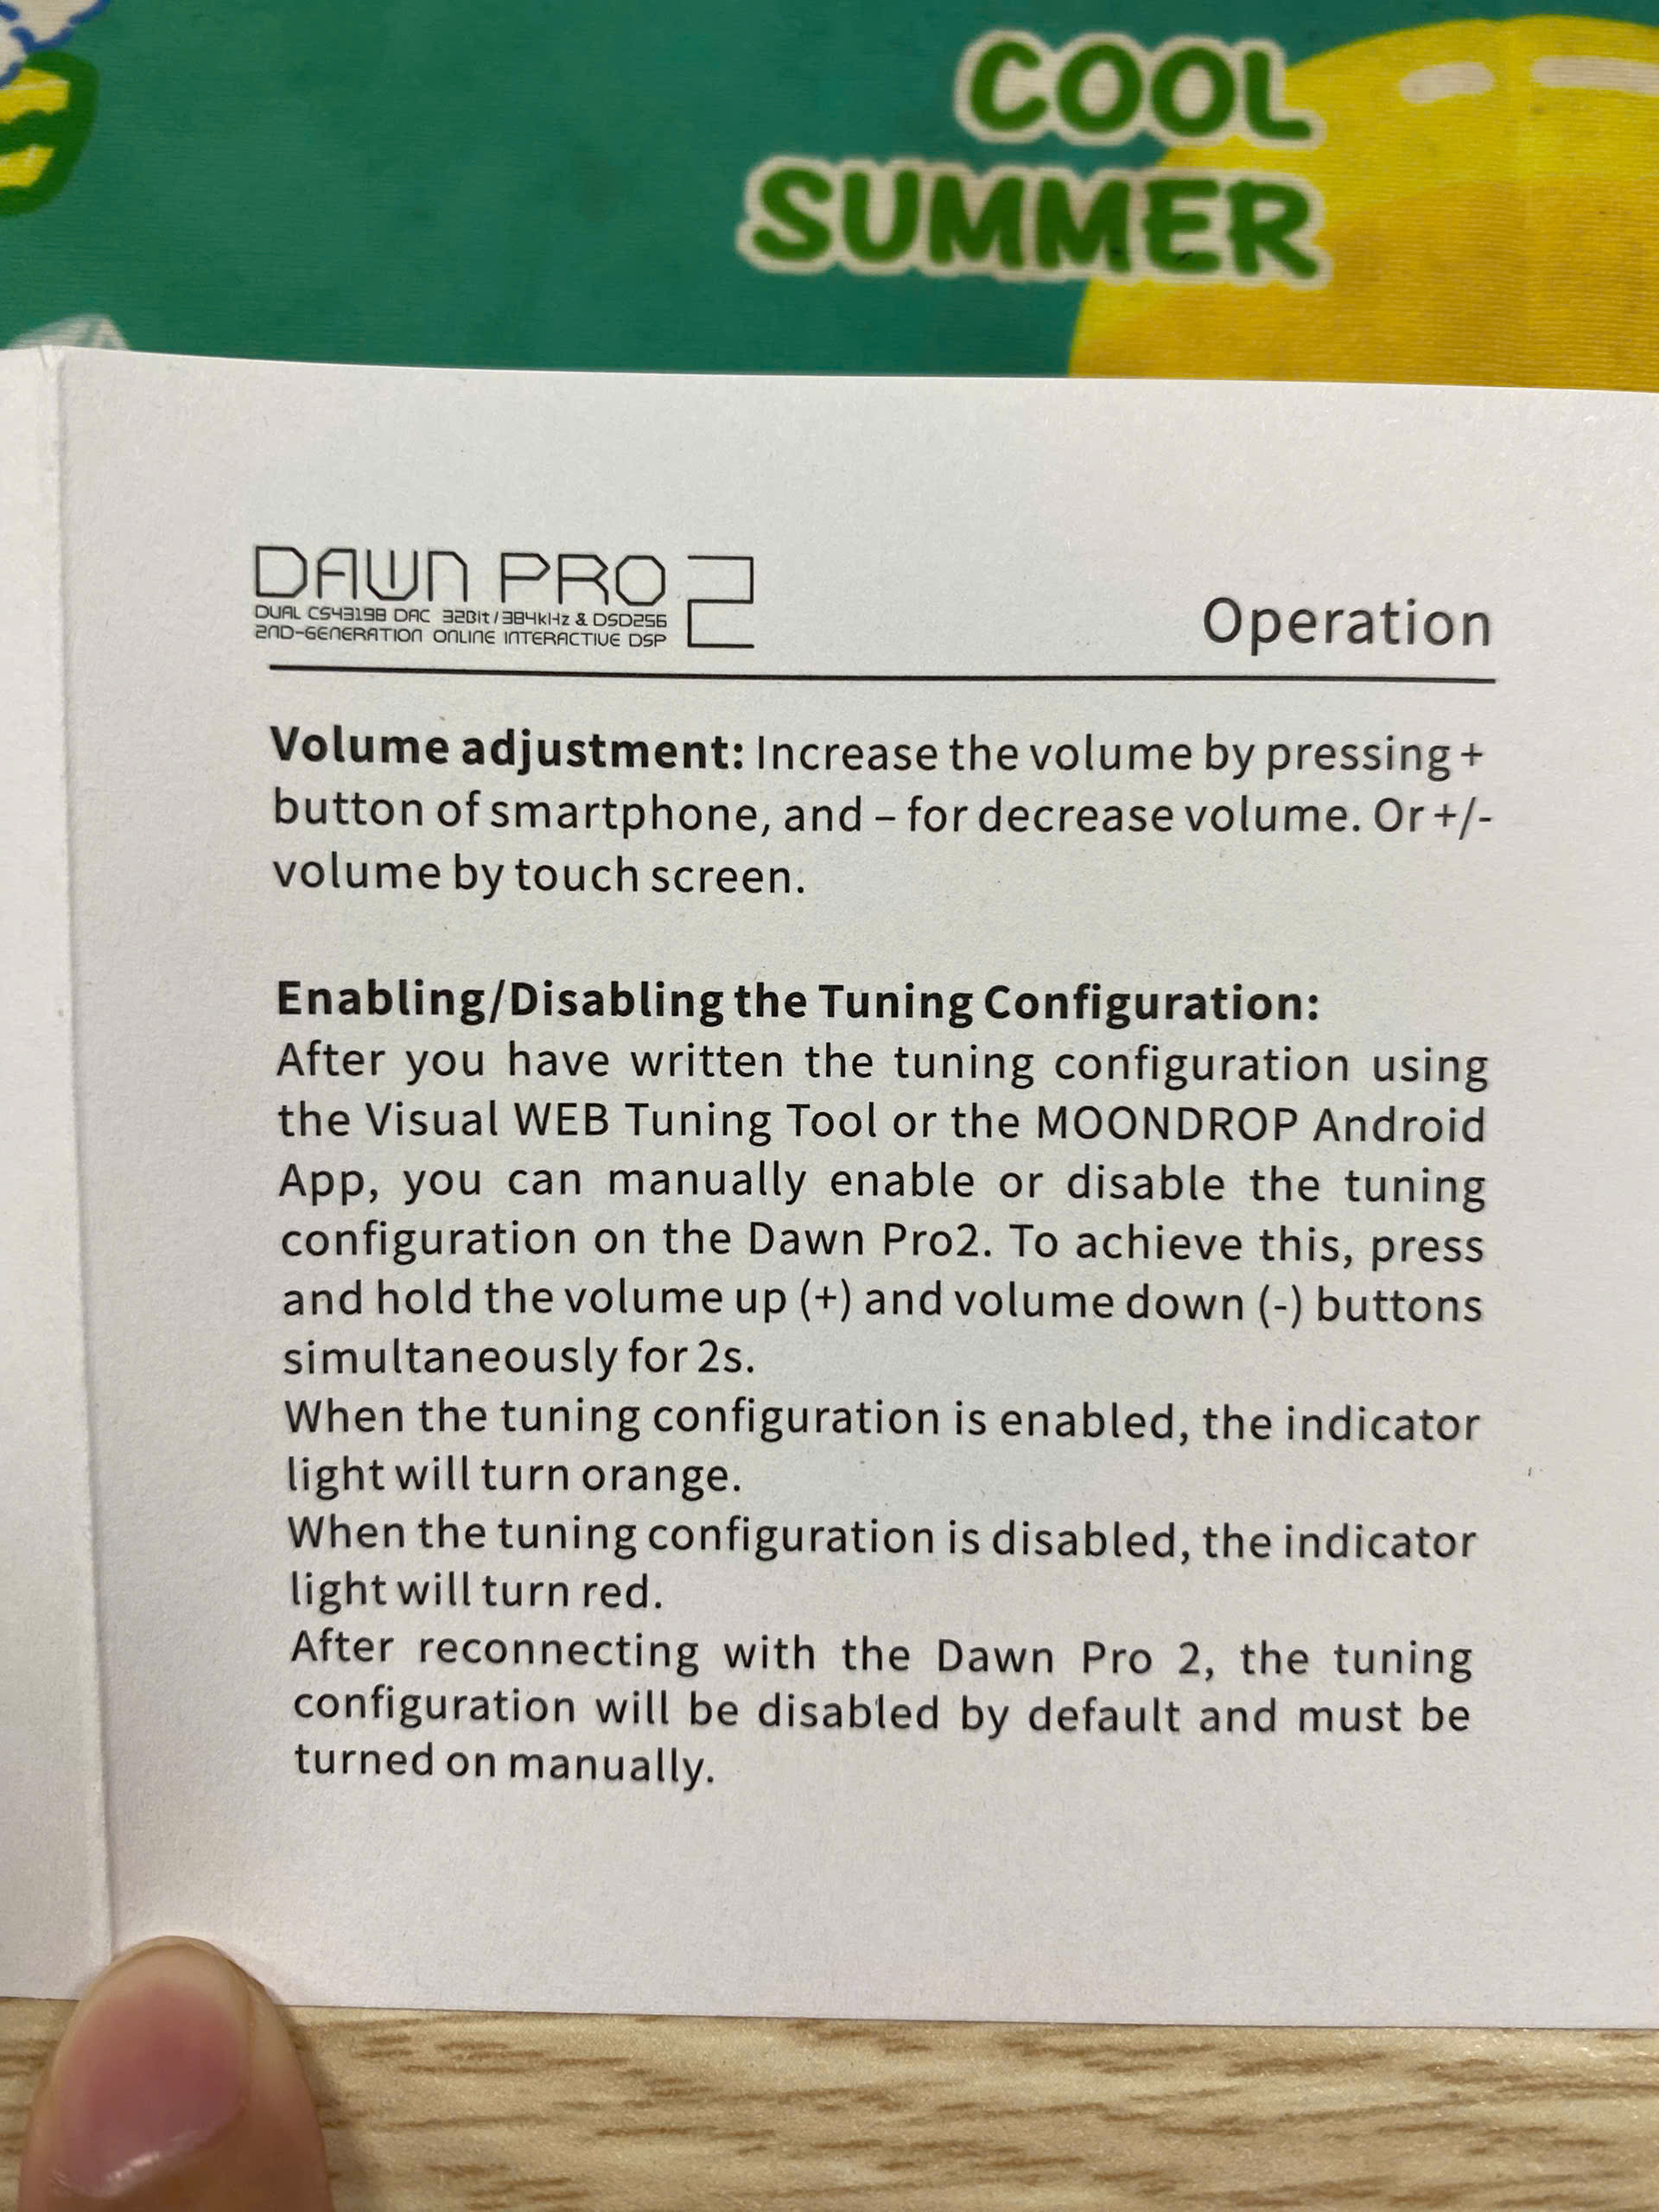 COOL
SUMMER
DAWN PRO 2
DUAL CS43198 DAC 32Bit/384kHz & DSD256
2ND-GENERATION ONLINE INTERACTIVE DSP
Operation
Volume adjustment: Increase the volume by pressing +
button of smartphone, and – for decrease volume. Or +/-
volume by touch screen.
Enabling/Disabling the Tuning Configuration:
After you have written the tuning configuration using
the Visual WEB Tuning Tool or the MOONDROP Android
App, you can manually enable or disable the tuning
configuration on the Dawn Pro2. To achieve this, press
and hold the volume up (+) and volume down (-) buttons
simultaneously for 2s.
When the tuning configuration is enabled, the indicator
light will turn orange.
When the tuning configuration is disabled, the indicator
light will turn red.
After reconnecting with the Dawn Pro 2, the tuning
configuration will be disabled by default and must be
turned on manually.